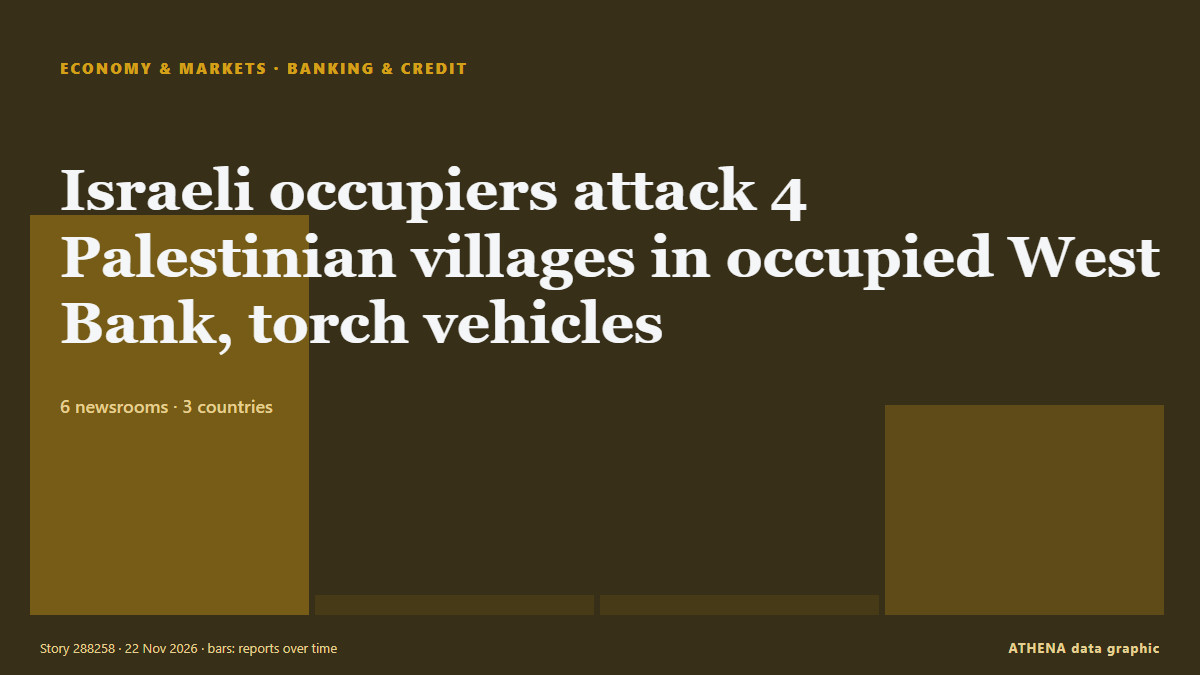 ECONOMY & MARKETS · BANKING & CREDIT
Israeli occupiers attack 4
Palestinian villages in occupied West
Bank, torch vehicles
6 newsrooms · 3 countries
Story 288258 · 22 Nov 2026 · bars: reports over time
ATHENA data graphic